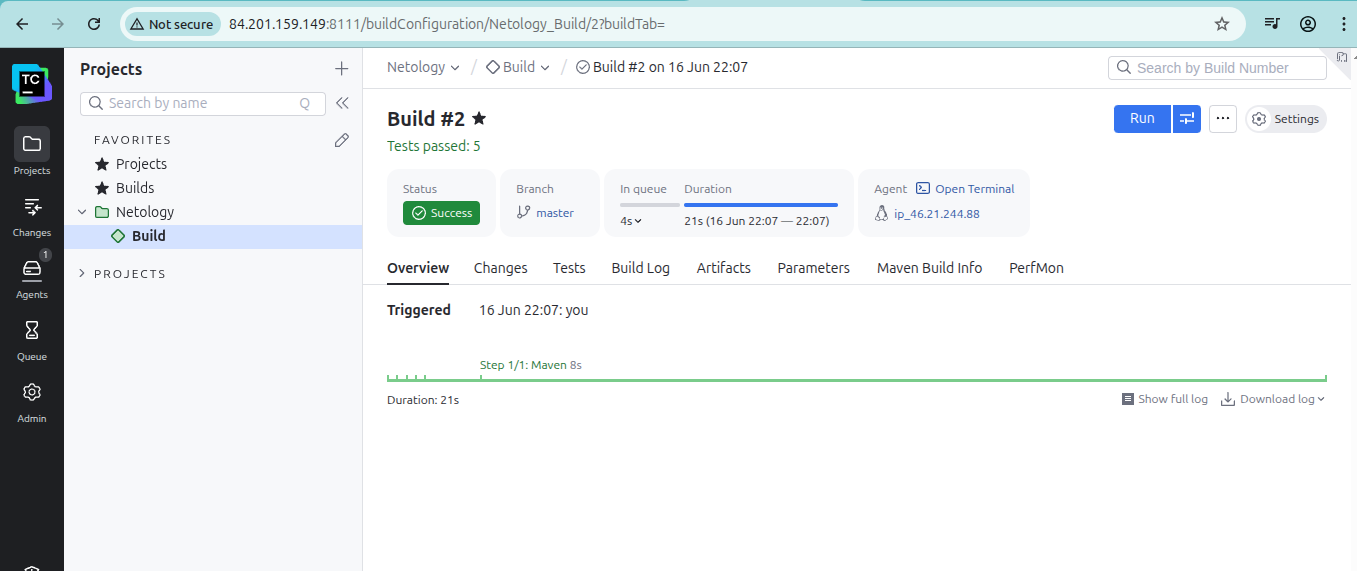 Not secure 84.201.159.149:8111/buildConfiguration/Netology_Build/2?buildTab=
TC
Projects
Changes
1
Agents
Queue
Admin
Projects
Search by name Q
FAVORITES
Projects
Builds
Netology
Build
PROJECTS
Netology / Build / Build #2 on 16 Jun 22:07
Search by Build Number
Build #2
Run
Settings
Tests passed: 5
Status
Success
Branch
master
In queue
4s
Duration
21s (16 Jun 22:07 — 22:07)
Agent Open Terminal
ip_46.21.244.88
Overview Changes Tests Build Log Artifacts Parameters Maven Build Info PerfMon
Triggered 16 Jun 22:07: you
Step 1/1: Maven 8s
Duration: 21s
Show full log Download log